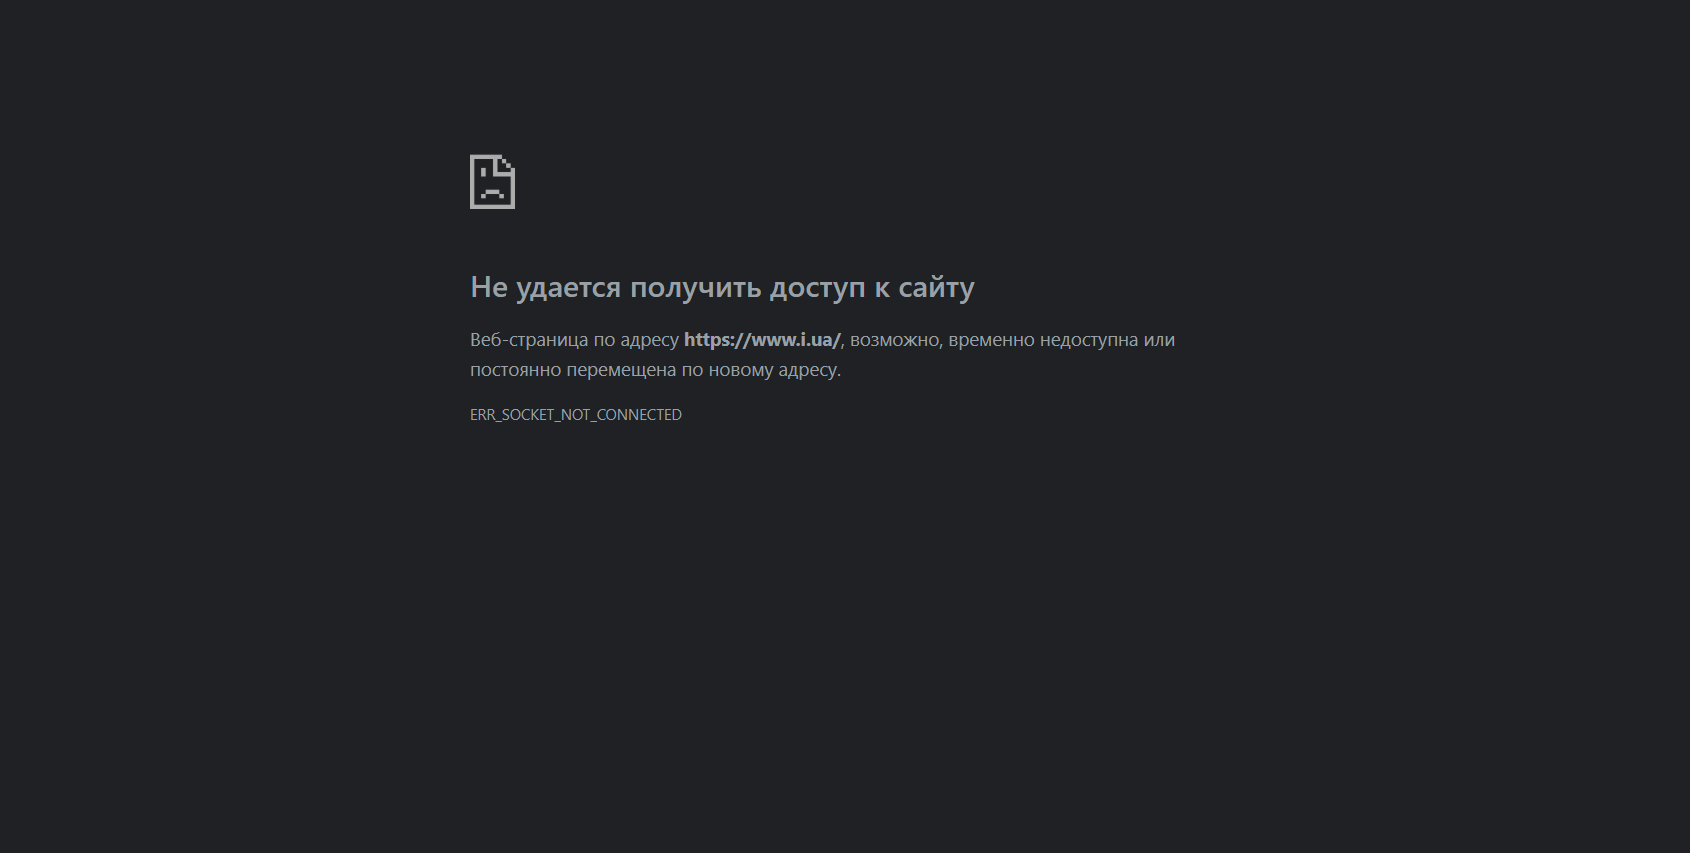 Не удается получить доступ к сайту
Веб-страница по адресу https://www.i.ua/, возможно, временно недоступна или
постоянно перемещена по новому адресу.
ERR_SOCKET_NOT_CONNECTED